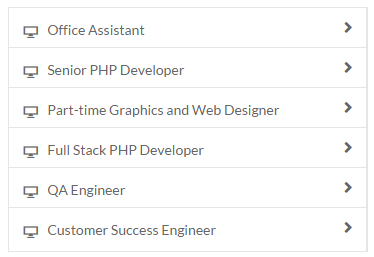 Office Assistant
Senior PHP Developer
Part-time Graphics and Web Designer
Full Stack PHP Developer
QA Engineer
Customer Success Engineer